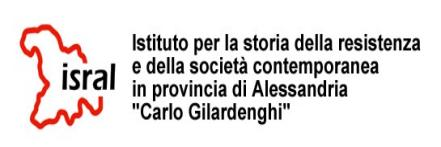 isral
Istituto per la storia della resistenza
e della società contemporanea
in provincia di Alessandria
"Carlo Gilardenghi"